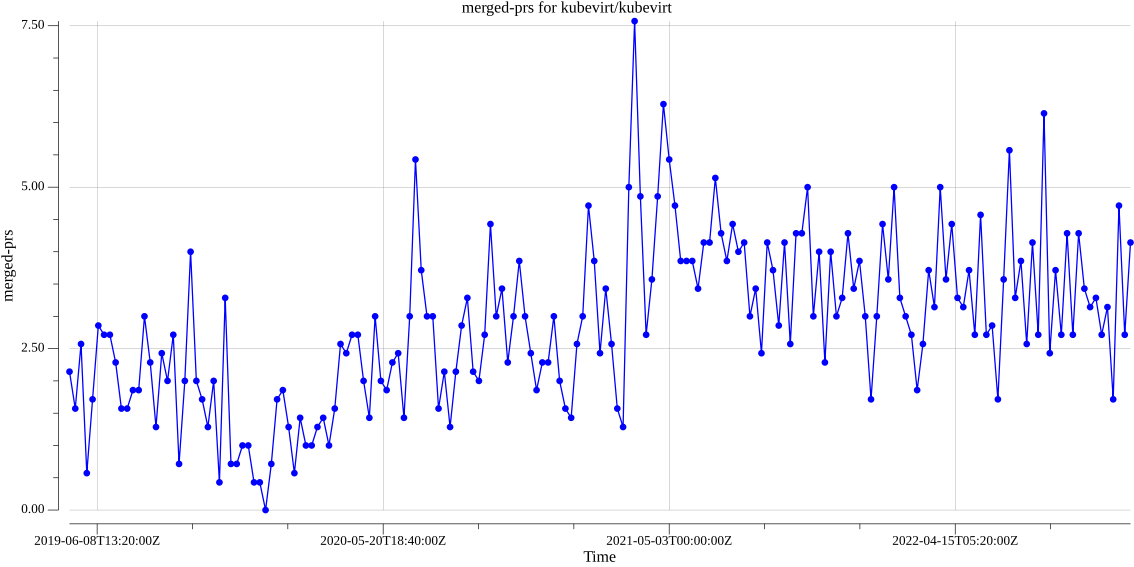 merged-prs for kubevirt/kubevirt
7.50
5.00
2.50
0.00
merged-prs
2019-06-08T13:20:00Z
2020-05-20T18:40:00Z
2021-05-03T00:00:00Z
2022-04-15T05:20:00Z
Time